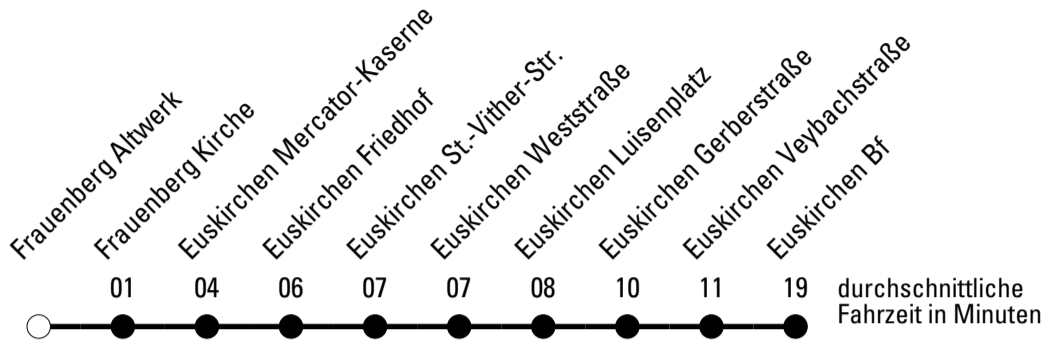 Frauenberg Altwerk
Frauenberg Kirche
Euskirchen Mercator-Kaserne
Euskirchen Friedhof
Euskirchen St.-Vither-Str.
Euskirchen Weststraße
Euskirchen Luisenplatz
Euskirchen Gerberstraße
Euskirchen Veybachstraße
Euskirchen Bf
01 04 06 07 07 08 10 11 19
durchschnittliche
Fahrzeit in Minuten